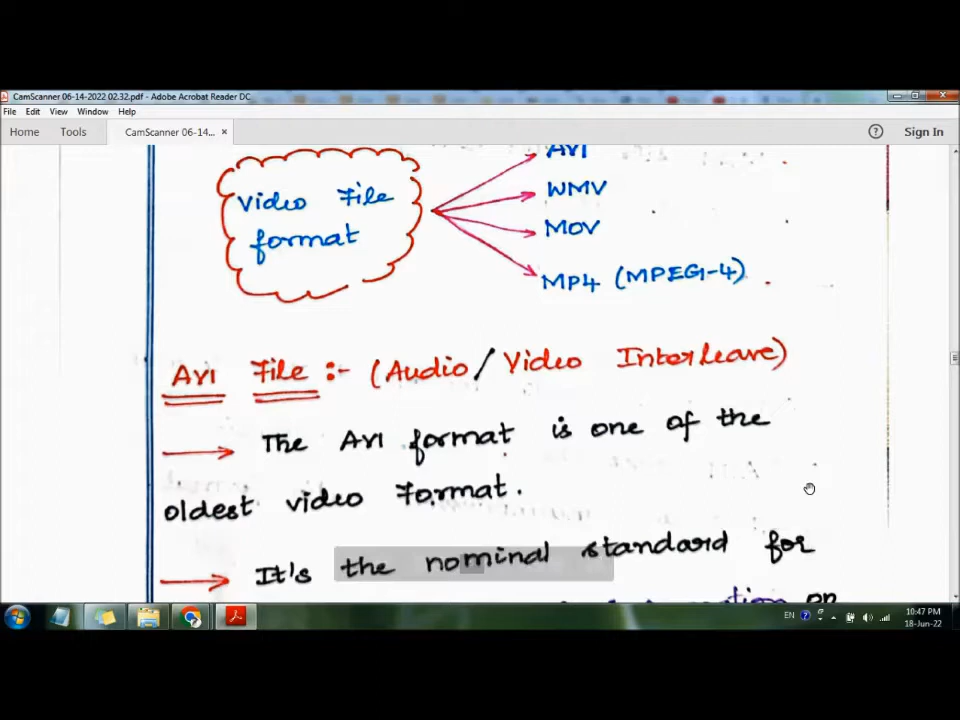 CamScanner 06-14-2022 02.32.pdf - Adobe Acrobat Reader DC
File Edit View Window Help
Home Tools CamScanner 06-14... × ? Sign In
Video File
format
AVI
WMV
MOV
MP4 (MPEG-4)
AVI File :- (Audio/Video Interleave)
→ The AVI format is one of the
oldest video Format.
→ It's the nominal standard for
on
EN
10:47 PM
18-Jun-22